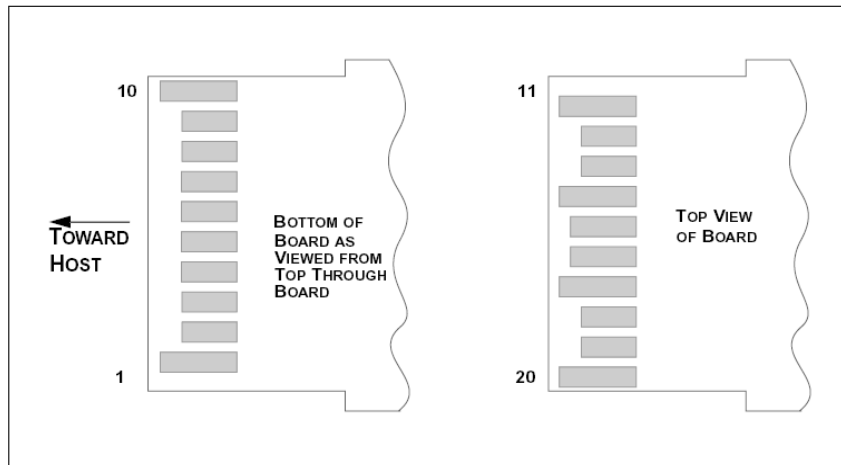 10
1
TOWARD
HOST
BOTTOM OF
BOARD AS
VIEWED FROM
TOP THROUGH
BOARD
11
20
TOP VIEW
OF BOARD